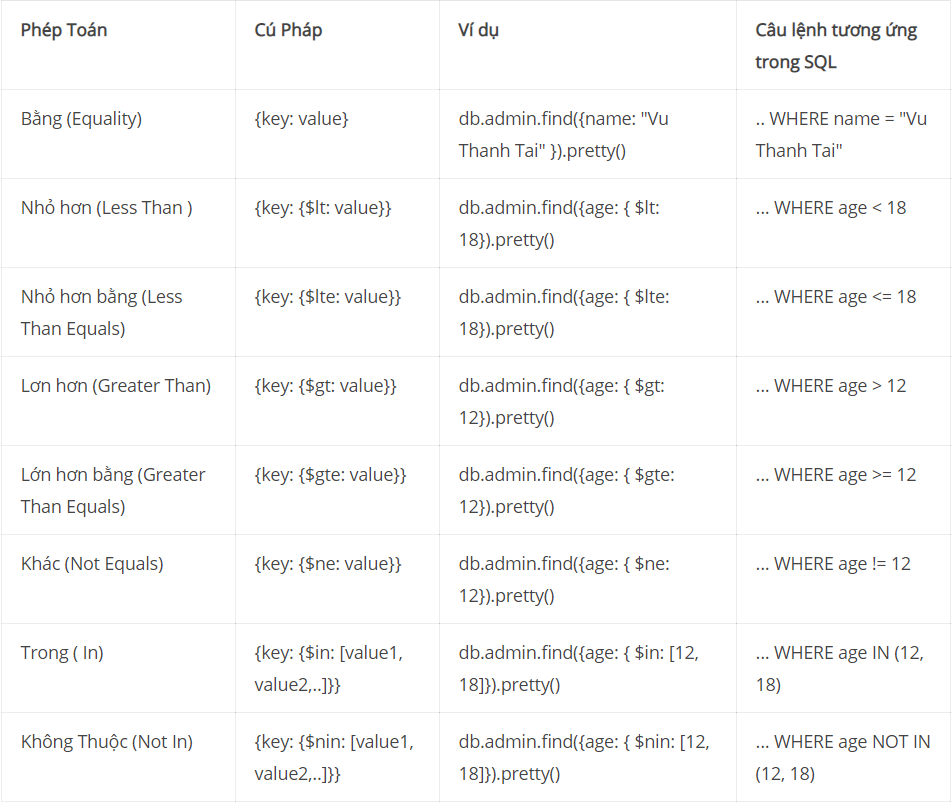 Phép Toán
Cú Pháp
Ví dụ
Câu lệnh tương ứng
trong SQL
Bằng (Equality)
{key: value}
db.admin.find({name: "Vu
Thanh Tai" }).pretty()
.. WHERE name = "Vu
Thanh Tai"
Nhỏ hơn (Less Than )
{key: {$lt: value}}
db.admin.find({age: { $lt:
18}).pretty()
... WHERE age < 18
Nhỏ hơn bằng (Less
Than Equals)
{key: {$lte: value}}
db.admin.find({age: { $lte:
18}).pretty()
... WHERE age <= 18
Lơn hơn (Greater Than)
{key: {$gt: value}}
db.admin.find({age: { $gt:
12}).pretty()
... WHERE age > 12
Lớn hơn bằng (Greater
Than Equals)
{key: {$gte: value}}
db.admin.find({age: { $gte:
12}).pretty()
... WHERE age >= 12
Khác (Not Equals)
{key: {$ne: value}}
db.admin.find({age: { $ne:
12}).pretty()
... WHERE age != 12
Trong ( In)
{key: {$in: [value1,
value2,..]}}
db.admin.find({age: { $in: [12,
18]}).pretty()
... WHERE age IN (12,
18)
Không Thuộc (Not In)
{key: {$nin: [value1,
value2,..]}}
db.admin.find({age: { $nin: [12,
18]}).pretty()
... WHERE age NOT IN
(12, 18)